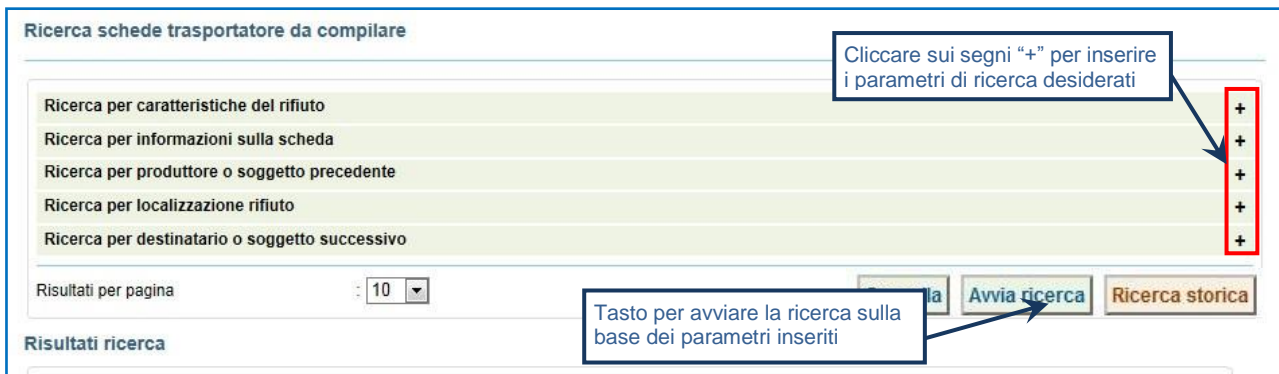 Ricerca schede trasportatore da compilare
Cliccare sui segni “+” per inserire
i parametri di ricerca desiderati
Ricerca per caratteristiche del rifiuto +
Ricerca per informazioni sulla scheda +
Ricerca per produttore o soggetto precedente +
Ricerca per localizzazione rifiuto +
Ricerca per destinatario o soggetto successivo +
Risultati per pagina : 10 Avvia ricerca Ricerca storica
Tasto per avviare la ricerca sulla
base dei parametri inseriti
Risultati ricerca